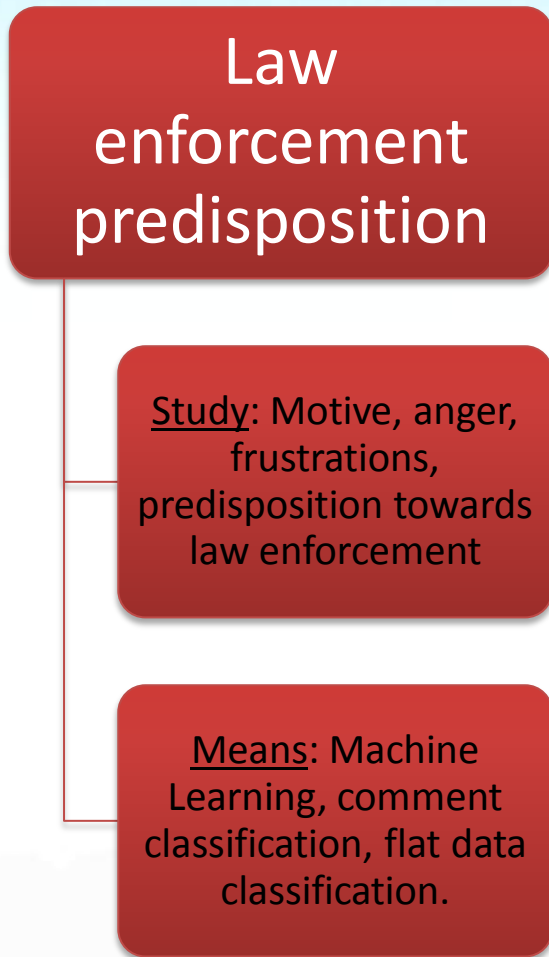 Law
enforcement
predisposition
Study: Motive, anger,
frustrations,
predisposition towards
law enforcement
Means: Machine
Learning, comment
classification, flat data
classification.